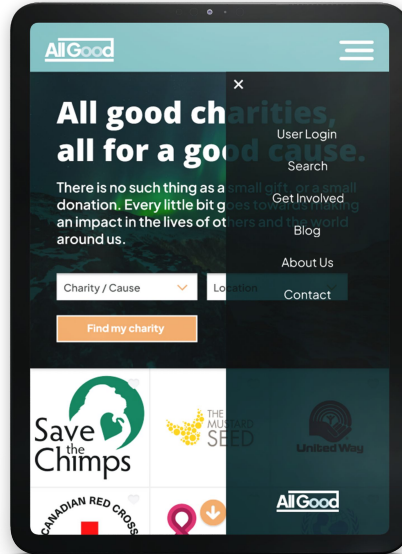 AllGood
All good charities,
all for a good cause.
There is no such thing as a small gift, or a small
donation. Every little bit goes towards making
an impact in the lives of others and the world
around us.
Charity / Cause
Location
Find my charity
×
User Login
Search
Get Involved
Blog
About Us
Contact
Save
the
Chimps
THE
MUSTARD
SEED
United Way
CANADIAN RED CROSS
AllGood